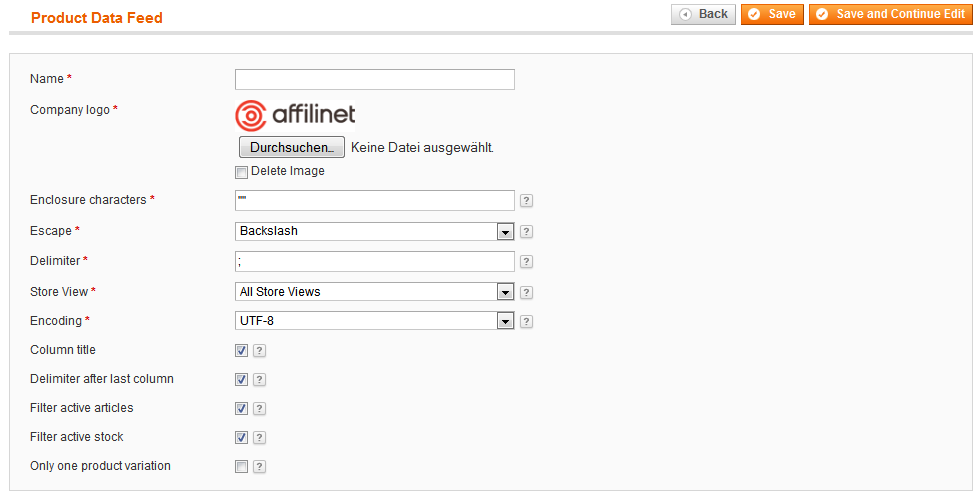 Product Data Feed
Back
Save
Save and Continue Edit
Name *
Company logo *
affilinet
Durchsuchen... Keine Datei ausgewählt.
Delete Image
Enclosure characters * "" ?
Escape * Backslash ?
Delimiter * ; ?
Store View * All Store Views ?
Encoding * UTF-8 ?
Column title ?
Delimiter after last column ?
Filter active articles ?
Filter active stock ?
Only one product variation ?